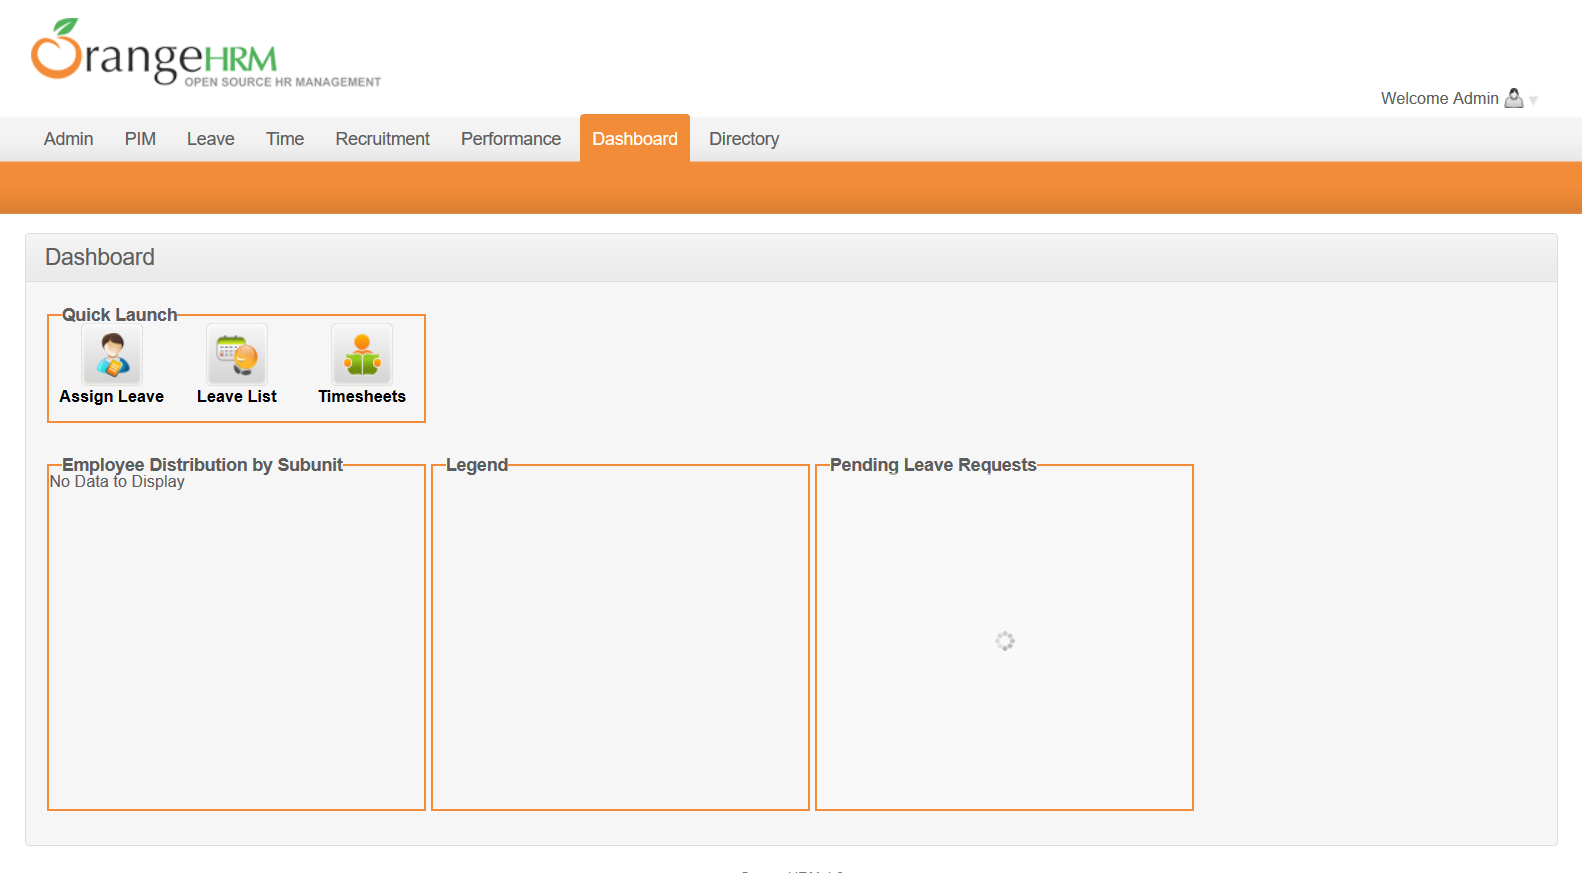 OrangeHRM
OPEN SOURCE HR MANAGEMENT
Welcome Admin
Admin PIM Leave Time Recruitment Performance Dashboard Directory
Dashboard
Quick Launch
Assign Leave Leave List Timesheets
Employee Distribution by Subunit Legend Pending Leave Requests
No Data to Display